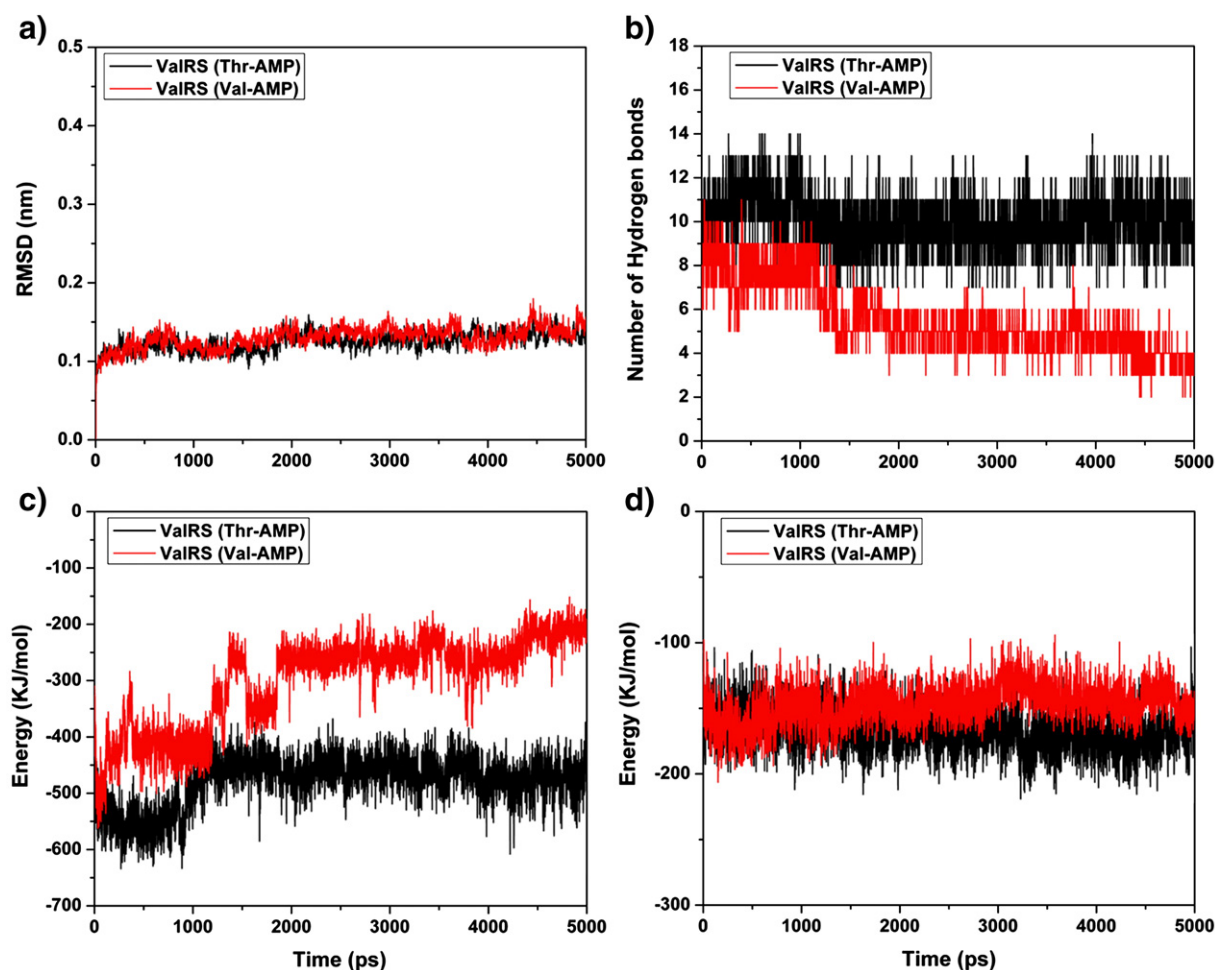 a)
ValRS (Thr-AMP)
ValRS (Val-AMP)
RMSD (nm)
0.5
0.4
0.3
0.2
0.1
0.0
0 1000 2000 3000 4000 5000
b)
ValRS (Thr-AMP)
ValRS (Val-AMP)
Number of Hydrogen bonds
18
16
14
12
10
8
6
4
2
0
0 1000 2000 3000 4000 5000
c)
ValRS (Thr-AMP)
ValRS (Val-AMP)
Energy (KJ/mol)
0
-100
-200
-300
-400
-500
-600
-700
0 1000 2000 3000 4000 5000
Time (ps)
d)
ValRS (Thr-AMP)
ValRS (Val-AMP)
Energy (KJ/mol)
0
-100
-200
-300
0 1000 2000 3000 4000 5000
Time (ps)